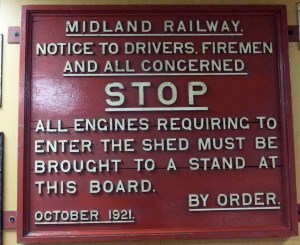 MIDLAND RAILWAY.
NOTICE TO DRIVERS, FIREMEN
AND ALL CONCERNED
STOP
ALL ENGINES REQUIRING TO
ENTER THE SHED MUST BE
BROUGHT TO A STAND AT
THIS BOARD.
BY ORDER.
OCTOBER 1921.